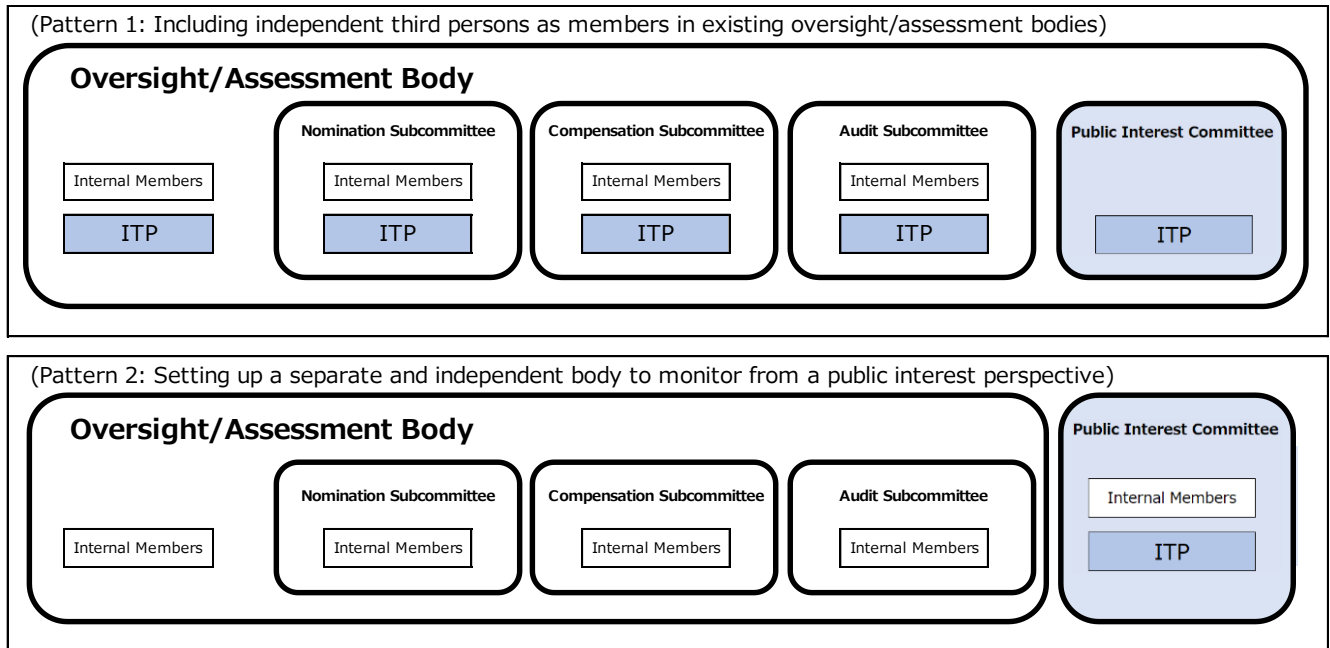 (Pattern 1: Including independent third persons as members in existing oversight/assessment bodies)
Oversight/Assessment Body
Nomination Subcommittee
Compensation Subcommittee
Audit Subcommittee
Public Interest Committee
Internal Members
Internal Members
Internal Members
Internal Members
ITP
ITP
ITP
ITP
ITP
(Pattern 2: Setting up a separate and independent body to monitor from a public interest perspective)
Oversight/Assessment Body
Public Interest Committee
Nomination Subcommittee
Compensation Subcommittee
Audit Subcommittee
Internal Members
Internal Members
Internal Members
Internal Members
Internal Members
ITP